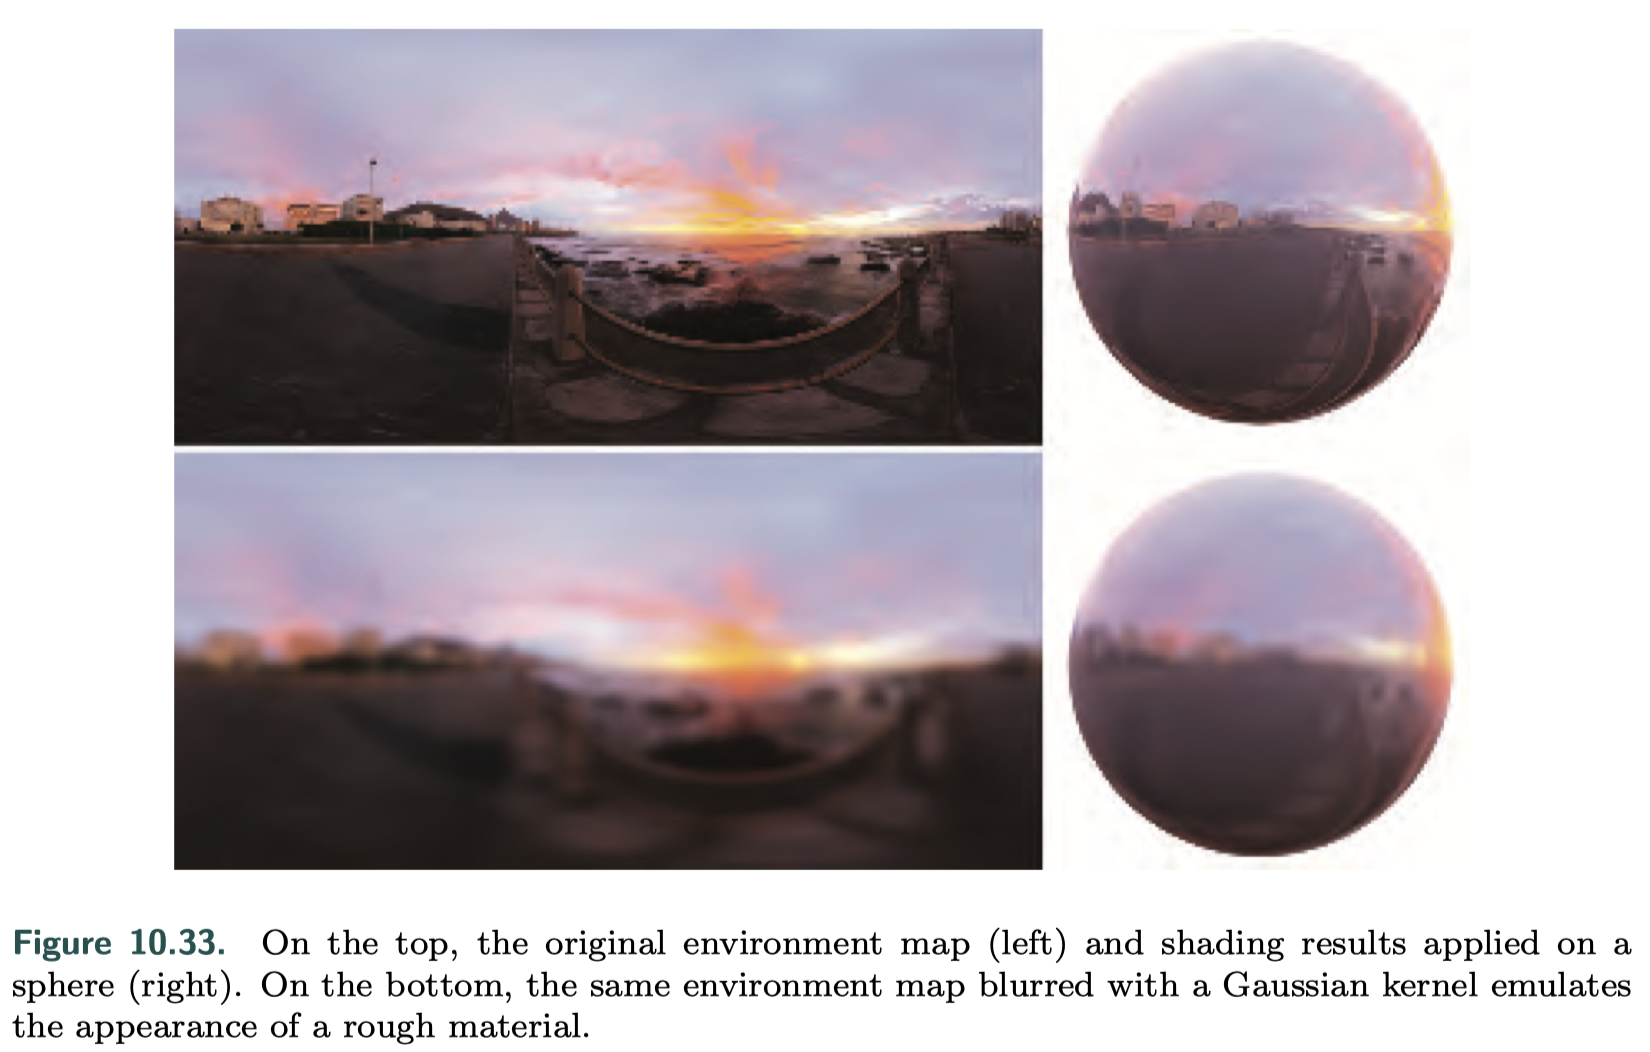 Figure 10.33. On the top, the original environment map (left) and shading results applied on a
sphere (right). On the bottom, the same environment map blurred with a Gaussian kernel emulates
the appearance of a rough material.